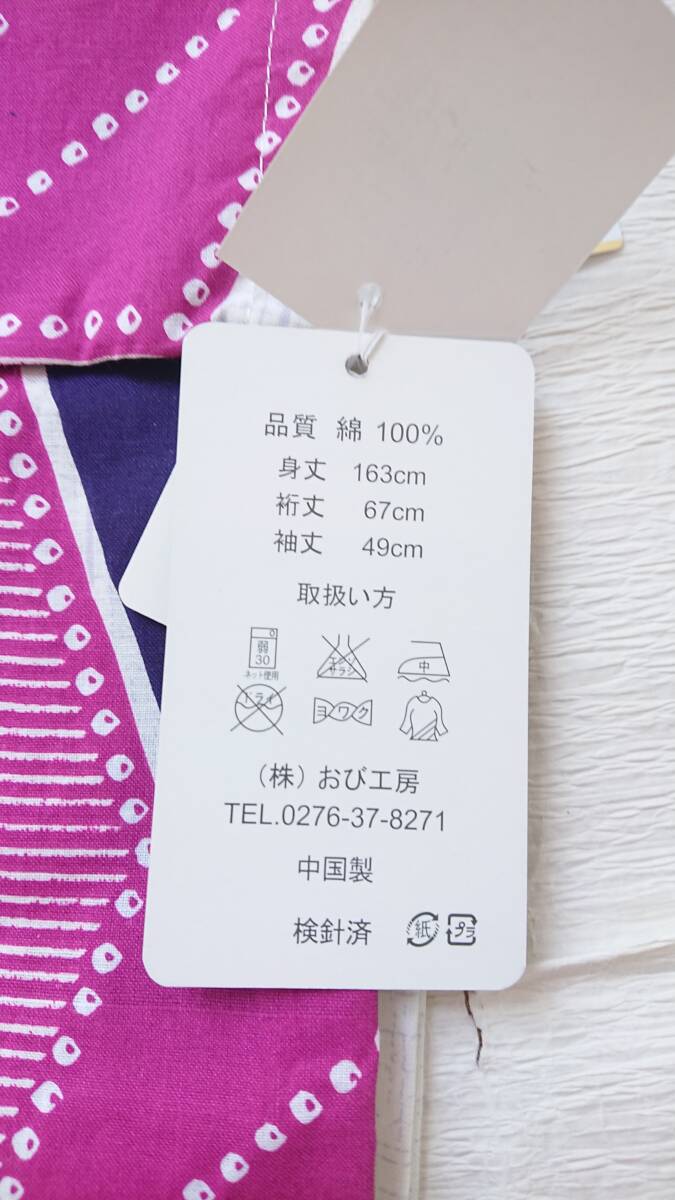 品質 綿 100%
身丈 163cm
裄丈 67cm
袖丈 49cm
取扱い方
弱
30
ネット使用
エンソ
サラシ
中
ドライ
ヨワク
(株)おび工房
TEL.0276-37-8271
中国製
検針済 紙 プラ